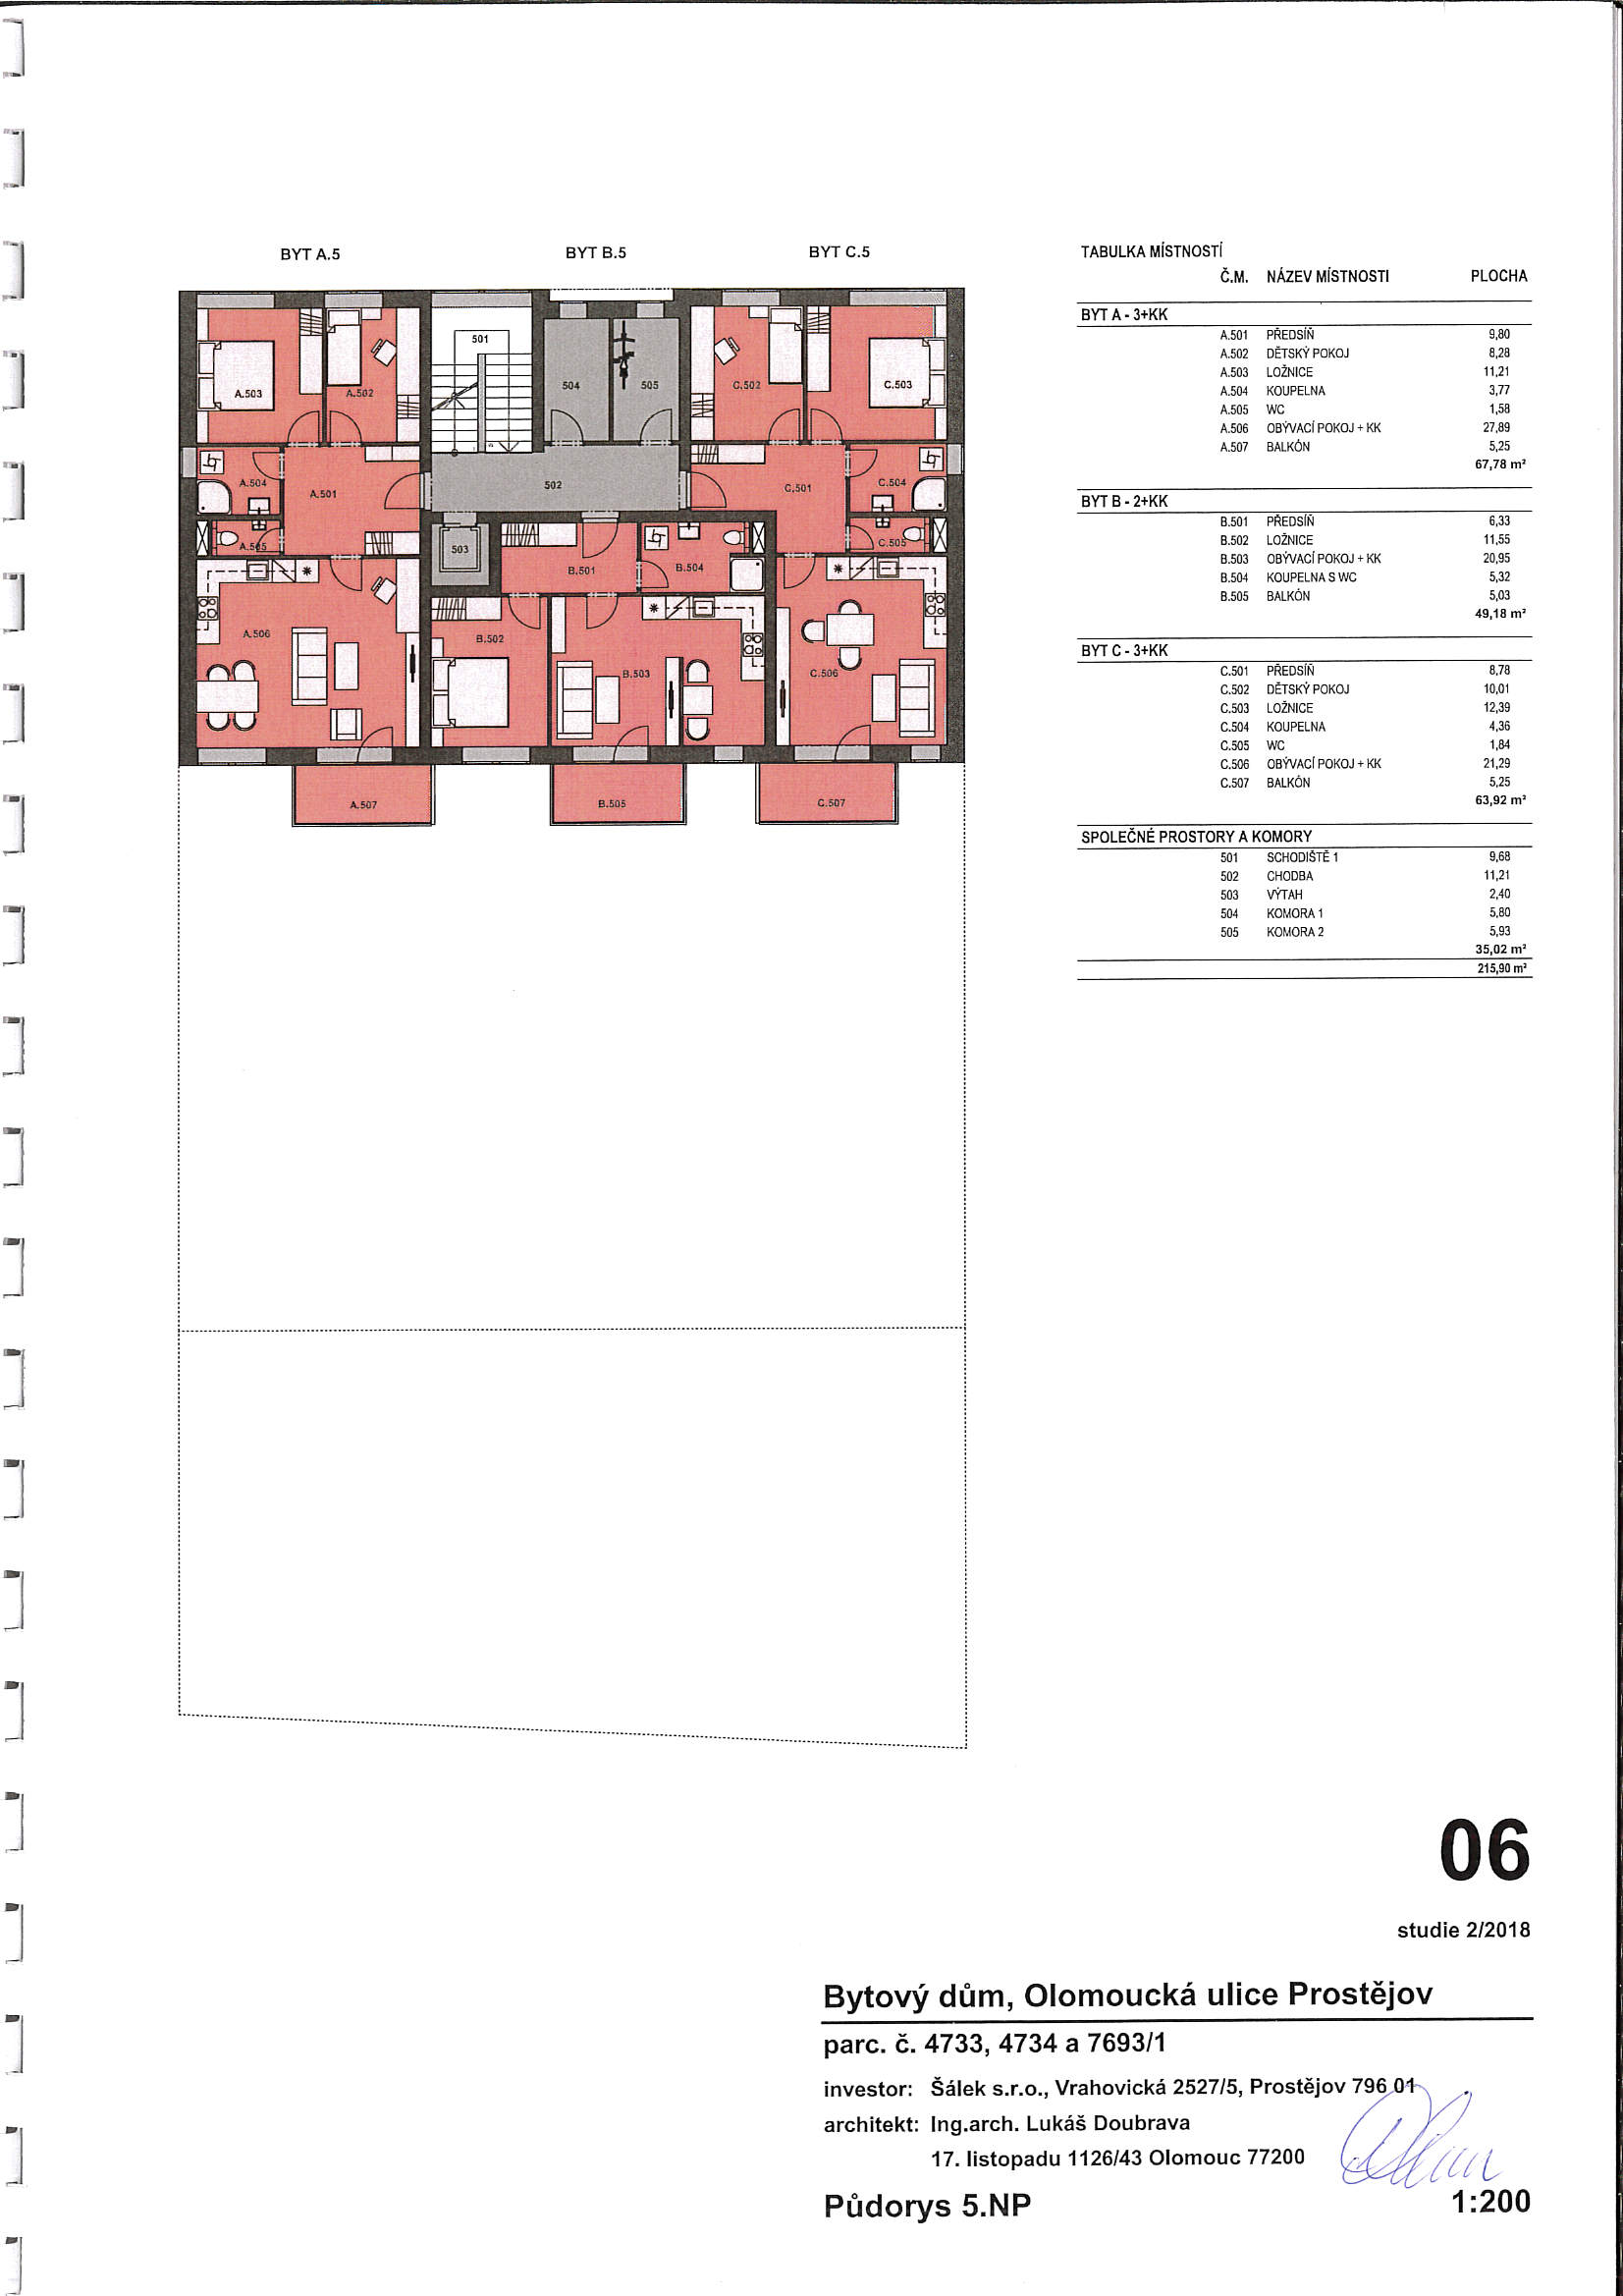 BYT A.5 BYT B.5 BYT C.5
A.503 A.502 501 504 505 C.502 C.503
A.504 A.501 502 C.501 C.504
A.505 503 B.501 B.504 C.505
A.506 B.502 B.503 C.506
A.507 B.505 C.507
TABULKA MÍSTNOSTÍ
Č.M. NÁZEV MÍSTNOSTI PLOCHA
BYT A - 3+KK
A.501 PŘEDSÍŇ 9,80
A.502 DĚTSKÝ POKOJ 8,28
A.503 LOŽNICE 11,21
A.504 KOUPELNA 3,77
A.505 WC 1,58
A.506 OBÝVACÍ POKOJ + KK 27,89
A.507 BALKÓN 5,25
67,78 m²
BYT B - 2+KK
B.501 PŘEDSÍŇ 6,33
B.502 LOŽNICE 11,55
B.503 OBÝVACÍ POKOJ + KK 20,95
B.504 KOUPELNA S WC 5,32
B.505 BALKÓN 5,03
49,18 m²
BYT C - 3+KK
C.501 PŘEDSÍŇ 8,78
C.502 DĚTSKÝ POKOJ 10,01
C.503 LOŽNICE 12,39
C.504 KOUPELNA 4,36
C.505 WC 1,84
C.506 OBÝVACÍ POKOJ + KK 21,29
C.507 BALKÓN 5,25
63,92 m²
SPOLEČNÉ PROSTORY A KOMORY
501 SCHODIŠTĚ 1 9,68
502 CHODBA 11,21
503 VÝTAH 2,40
504 KOMORA 1 5,80
505 KOMORA 2 5,93
35,02 m²
215,90 m²
06
studie 2/2018
Bytový dům, Olomoucká ulice Prostějov
parc. č. 4733, 4734 a 7693/1
investor: Šálek s.r.o., Vrahovická 2527/5, Prostějov 796 01
architekt: Ing.arch. Lukáš Doubrava
17. listopadu 1126/43 Olomouc 77200
Půdorys 5.NP 1:200